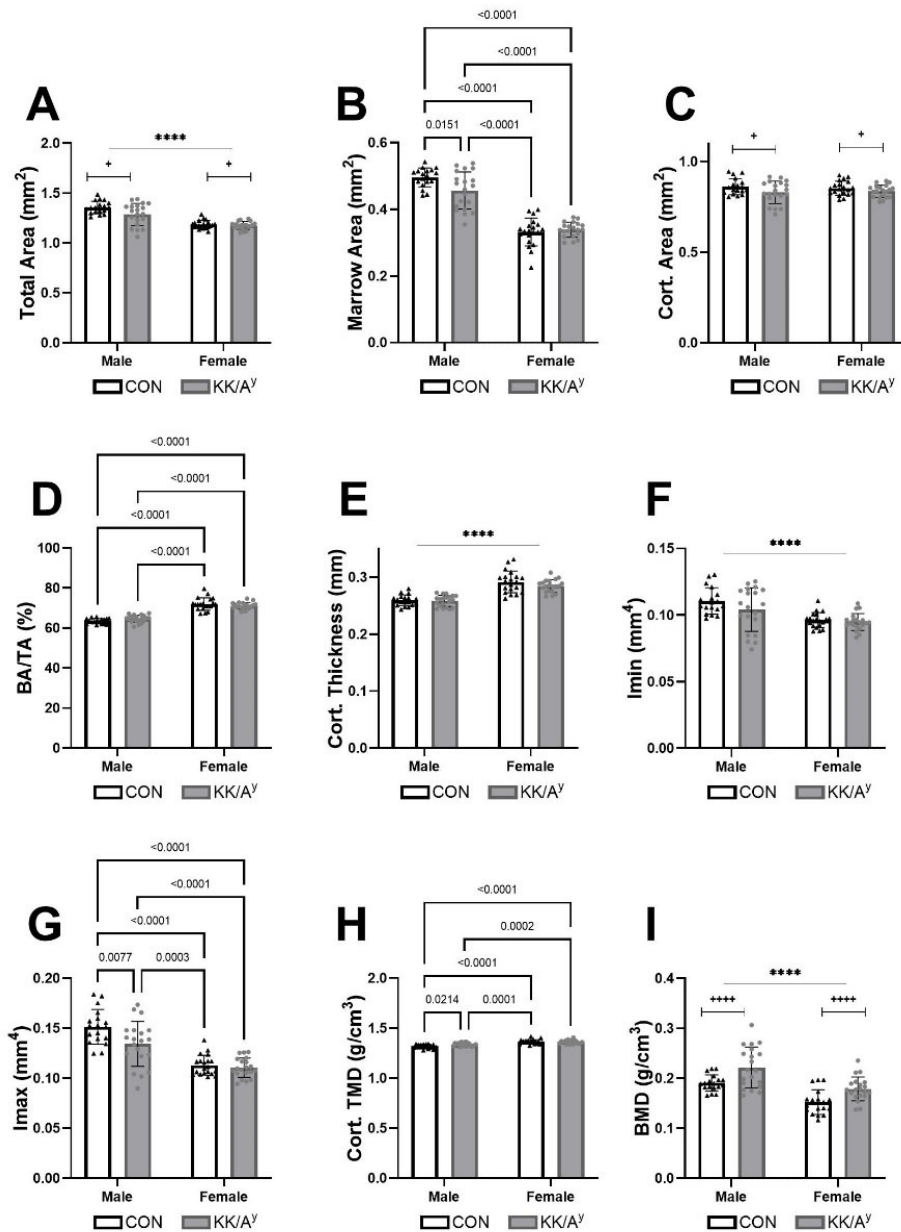 A
Total Area (mm²)
2.0
1.5
1.0
0.5
0.0
****
+
+
Male
Female
CON
KK/Aʸ
B
Marrow Area (mm²)
0.6
0.4
0.2
0.0
<0.0001
<0.0001
<0.0001
0.0151
<0.0001
Male
Female
CON
KK/Aʸ
C
Cort. Area (mm²)
1.0
0.5
0.0
+
+
Male
Female
CON
KK/Aʸ
D
BA/TA (%)
100
80
60
40
20
0
<0.0001
<0.0001
<0.0001
<0.0001
Male
Female
CON
KK/Aʸ
E
Cort. Thickness (mm)
0.3
0.2
0.1
0.0
****
Male
Female
CON
KK/Aʸ
F
Imin (mm⁴)
0.15
0.10
0.05
0.00
****
Male
Female
CON
KK/Aʸ
G
Imax (mm⁴)
0.20
0.15
0.10
0.05
0.00
<0.0001
<0.0001
<0.0001
0.0077
0.0003
Male
Female
CON
KK/Aʸ
H
Cort. TMD (g/cm³)
2.0
1.5
1.0
0.5
0.0
<0.0001
0.0002
<0.0001
0.0214
0.0001
Male
Female
CON
KK/Aʸ
I
BMD (g/cm³)
0.4
0.3
0.2
0.1
0.0
****
++++
++++
Male
Female
CON
KK/Aʸ